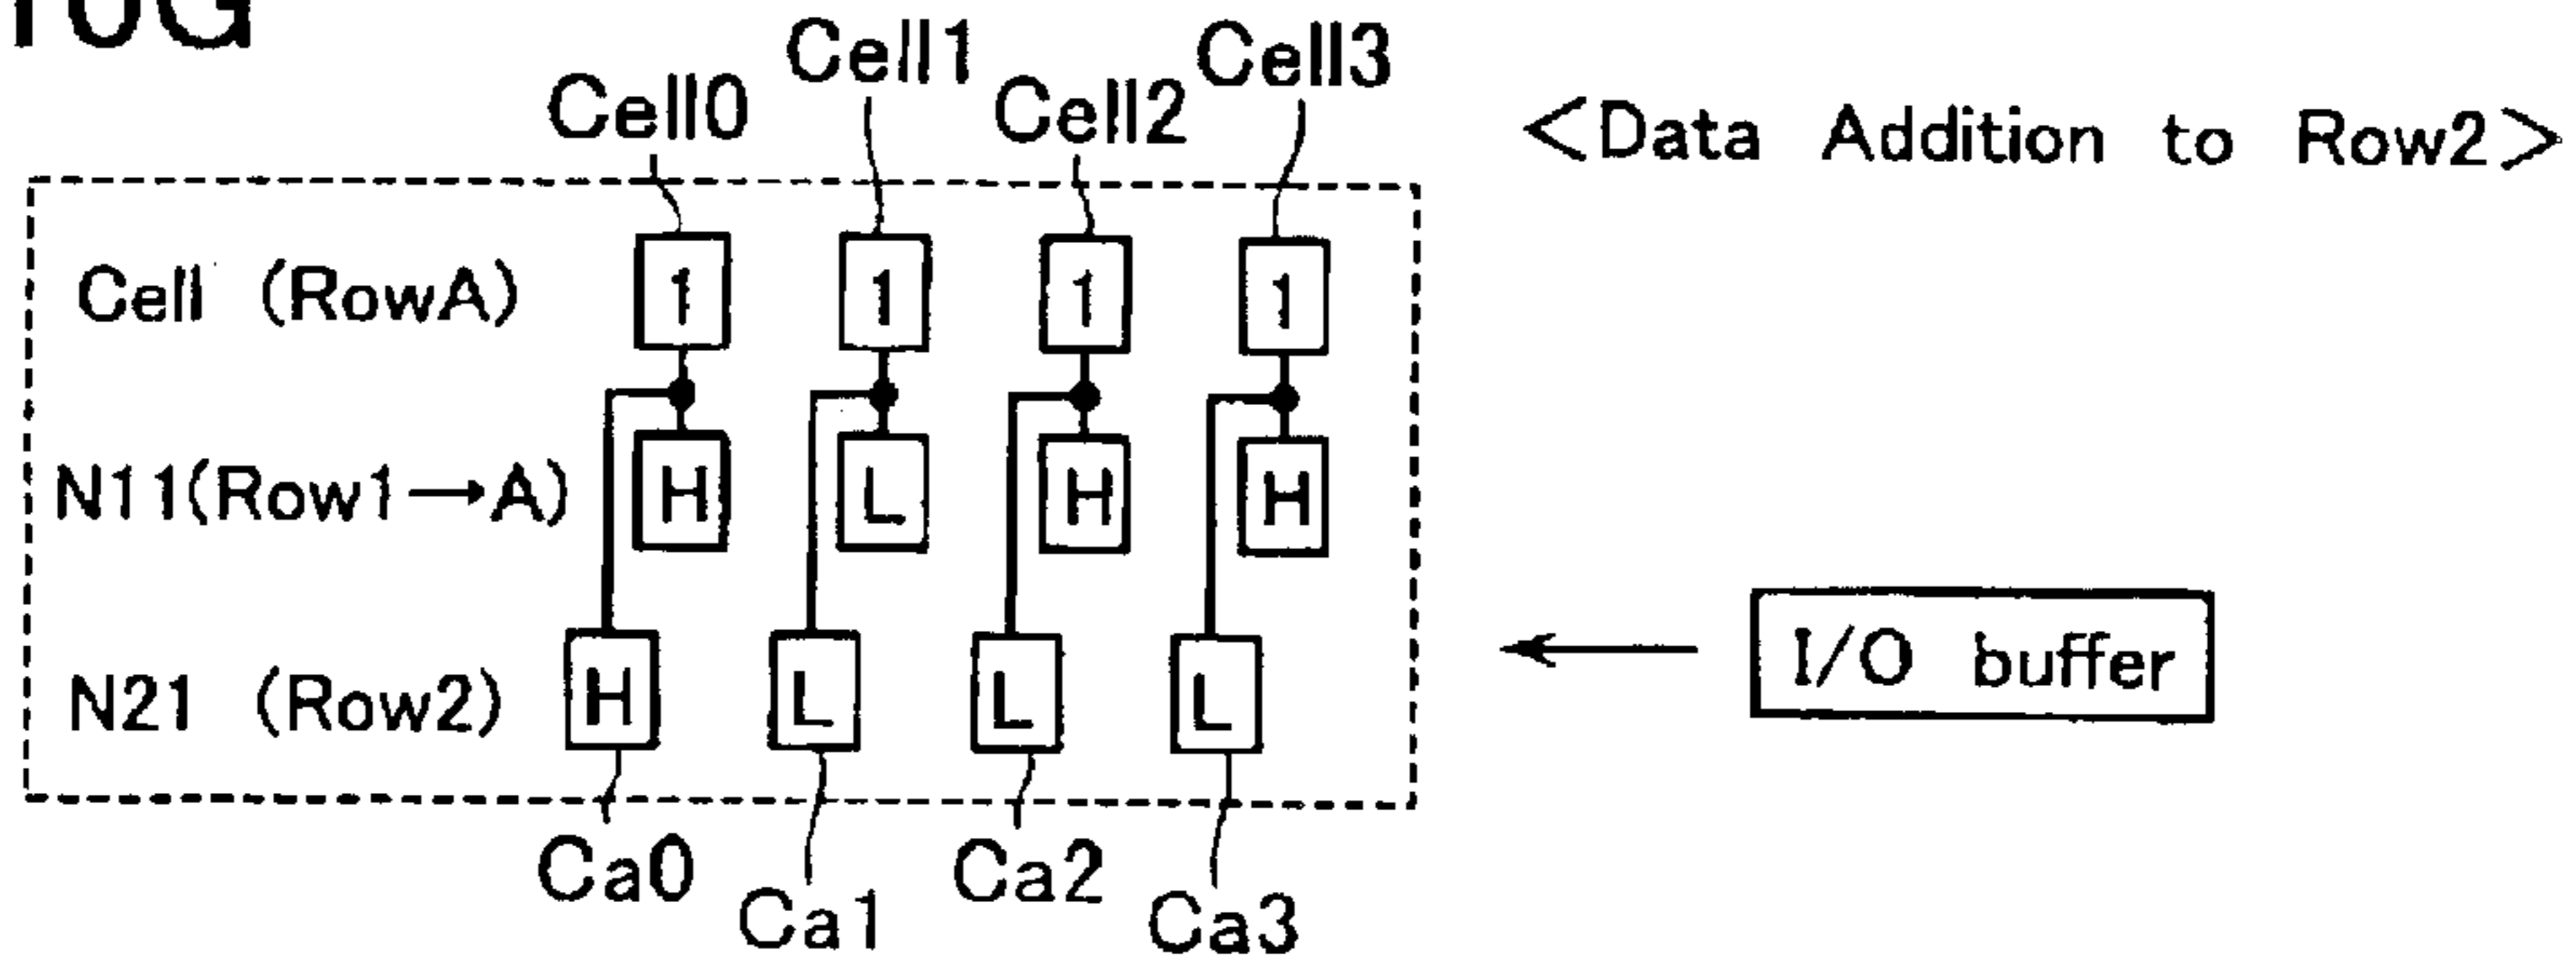 10G
Cell0 Cell1 Cell2 Cell3
<Data Addition to Row2>
Cell (RowA) 1 1 1 1
N11(Row1→A) H L H H
N21 (Row2) H L L L
I/O buffer
Ca0 Ca1 Ca2 Ca3